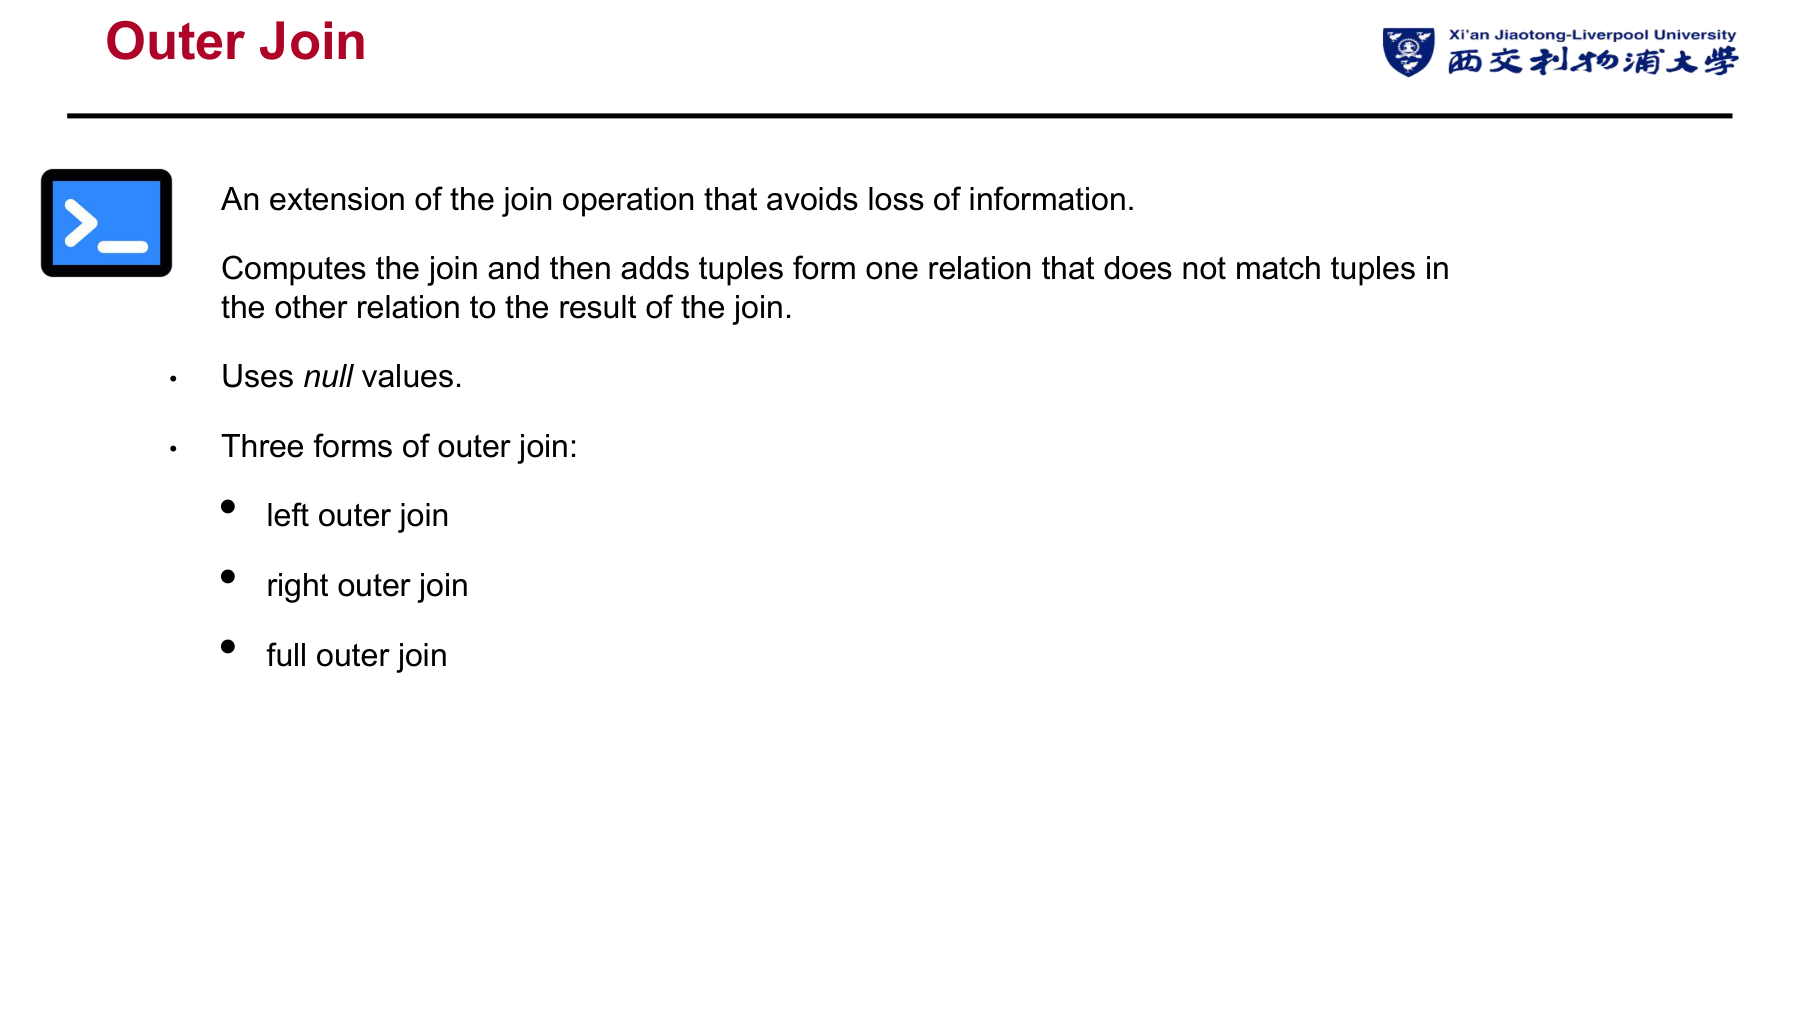 Outer Join
Xi'an Jiaotong-Liverpool University
西交利物浦大學
An extension of the join operation that avoids loss of information.
Computes the join and then adds tuples form one relation that does not match tuples in
the other relation to the result of the join.
• Uses null values.
• Three forms of outer join:
• left outer join
• right outer join
• full outer join